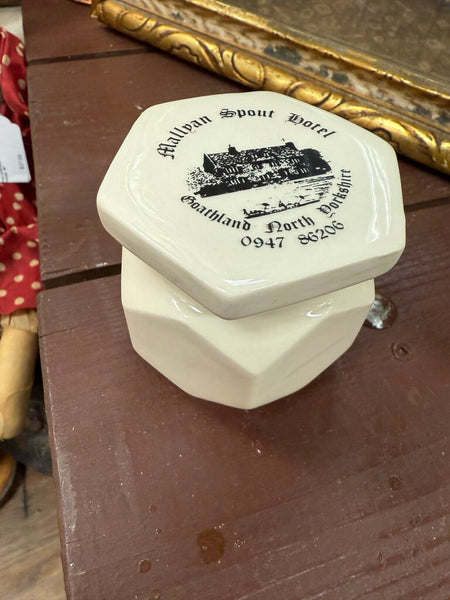 Mallyan Spout Hotel
Goathland North Yorkshire
0947 86206